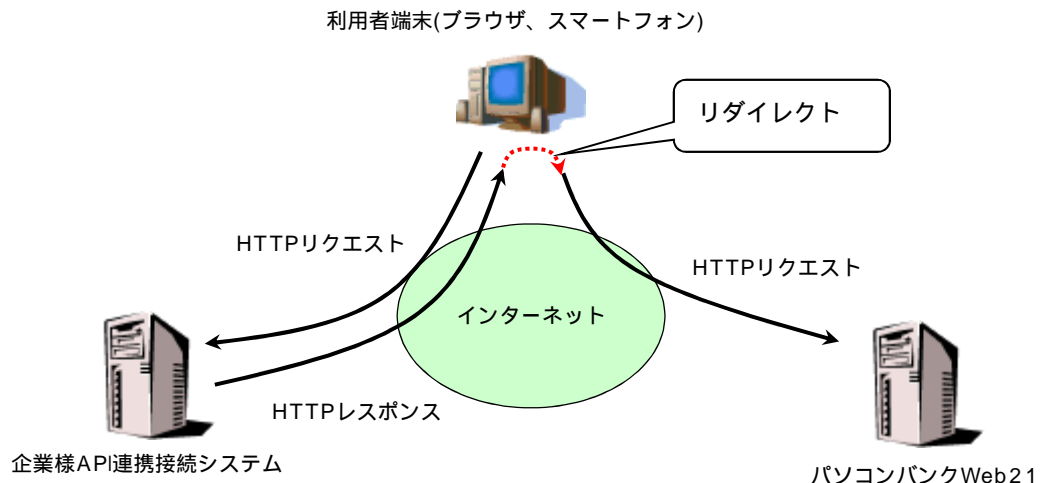 利用者端末(ブラウザ、スマートフォン)
リダイレクト
HTTPリクエスト
HTTPリクエスト
インターネット
HTTPレスポンス
企業様API連携接続システム
パソコンバンクWeb21